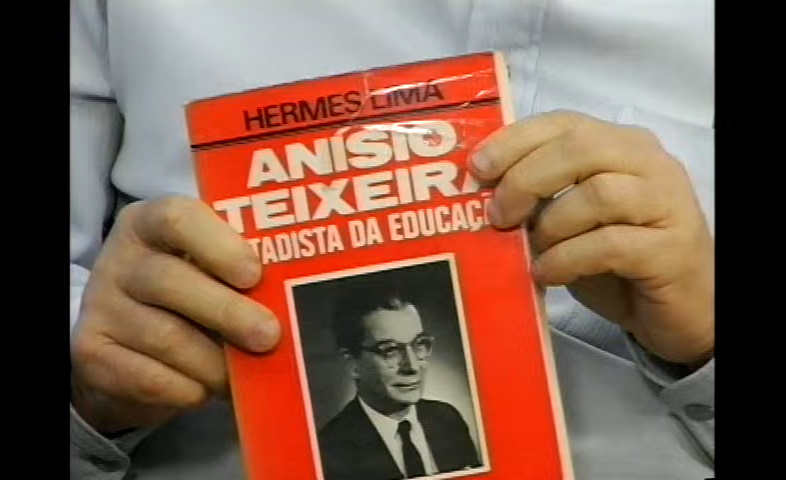 HERMES LIMA
ANÍSIO
TEIXEIRA
TADISTA DA EDUCAÇ